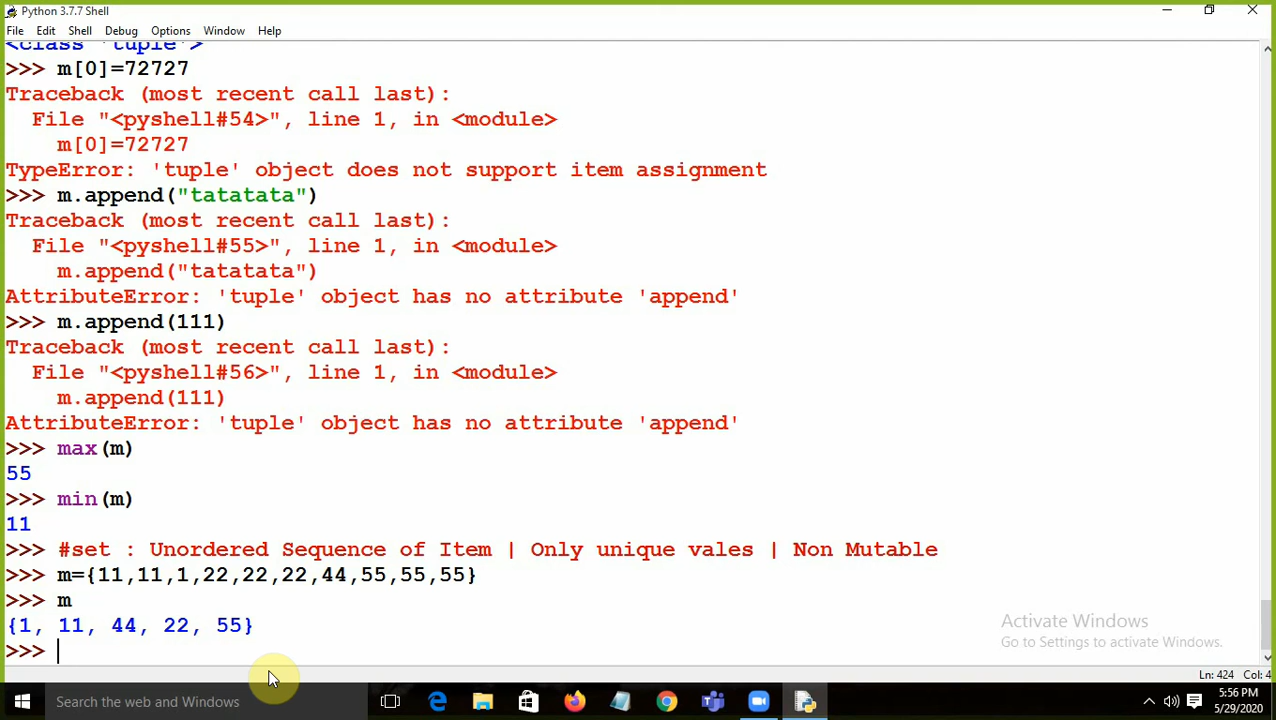 Python 3.7.7 Shell
File Edit Shell Debug Options Window Help
<class 'tuple'>
>>> m[0]=72727
Traceback (most recent call last):
  File "<pyshell#54>", line 1, in <module>
    m[0]=72727
TypeError: 'tuple' object does not support item assignment
>>> m.append("tatatata")
Traceback (most recent call last):
  File "<pyshell#55>", line 1, in <module>
    m.append("tatatata")
AttributeError: 'tuple' object has no attribute 'append'
>>> m.append(111)
Traceback (most recent call last):
  File "<pyshell#56>", line 1, in <module>
    m.append(111)
AttributeError: 'tuple' object has no attribute 'append'
>>> max(m)
55
>>> min(m)
11
>>> #set : Unordered Sequence of Item | Only unique vales | Non Mutable
>>> m={11,11,1,22,22,22,44,55,55,55}
>>> m
{1, 11, 44, 22, 55}
>>>
Activate Windows
Go to Settings to activate Windows.
Ln: 424 Col: 4
Search the web and Windows
5:56 PM
5/29/2020